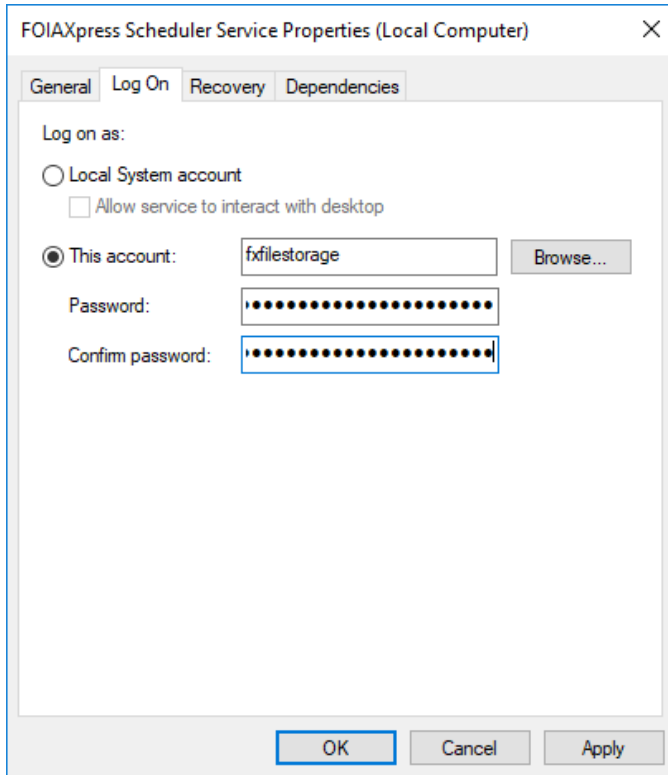 FOIAXpress Scheduler Service Properties (Local Computer)
General Log On Recovery Dependencies
Log on as:
Local System account
Allow service to interact with desktop
This account: fxfilestorage Browse...
Password: ●●●●●●●●●●●●●●●●●●●●
Confirm password: ●●●●●●●●●●●●●●●●●●●●
OK Cancel Apply